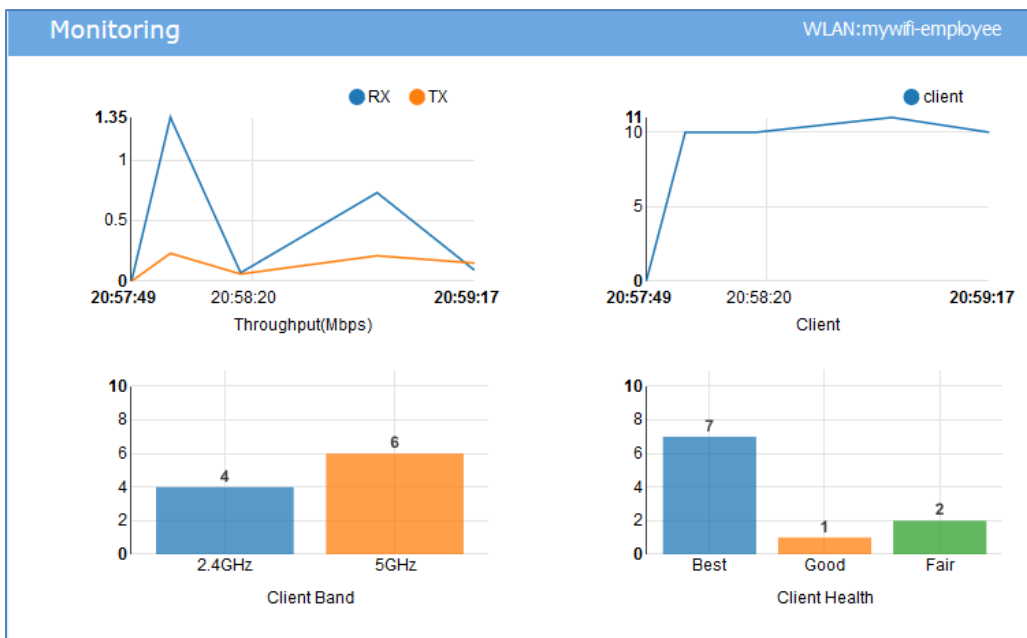 Monitoring WLAN:mywifi-employee
RX TX
1.35
1
0.5
0
20:57:49 20:58:20 20:59:17
Throughput(Mbps)
client
11
10
5
0
20:57:49 20:58:20 20:59:17
Client
10
8
6
4
2
0
4
6
2.4GHz 5GHz
Client Band
10
8
6
4
2
0
7
1
2
Best Good Fair
Client Health